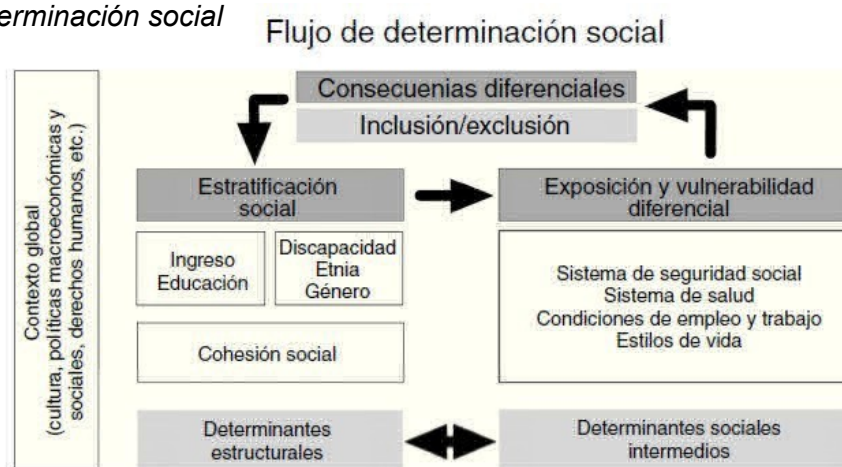 erminación social
Flujo de determinación social
Contexto global
(cultura, políticas macroeconómicas y
sociales, derechos humanos, etc.)
Consecuenias diferenciales
Inclusión/exclusión
Estratificación
social
Exposición y vulnerabilidad
diferencial
Ingreso
Educación
Discapacidad
Etnia
Género
Cohesión social
Sistema de seguridad social
Sistema de salud
Condiciones de empleo y trabajo
Estilos de vida
Determinantes
estructurales
Determinantes sociales
intermedios